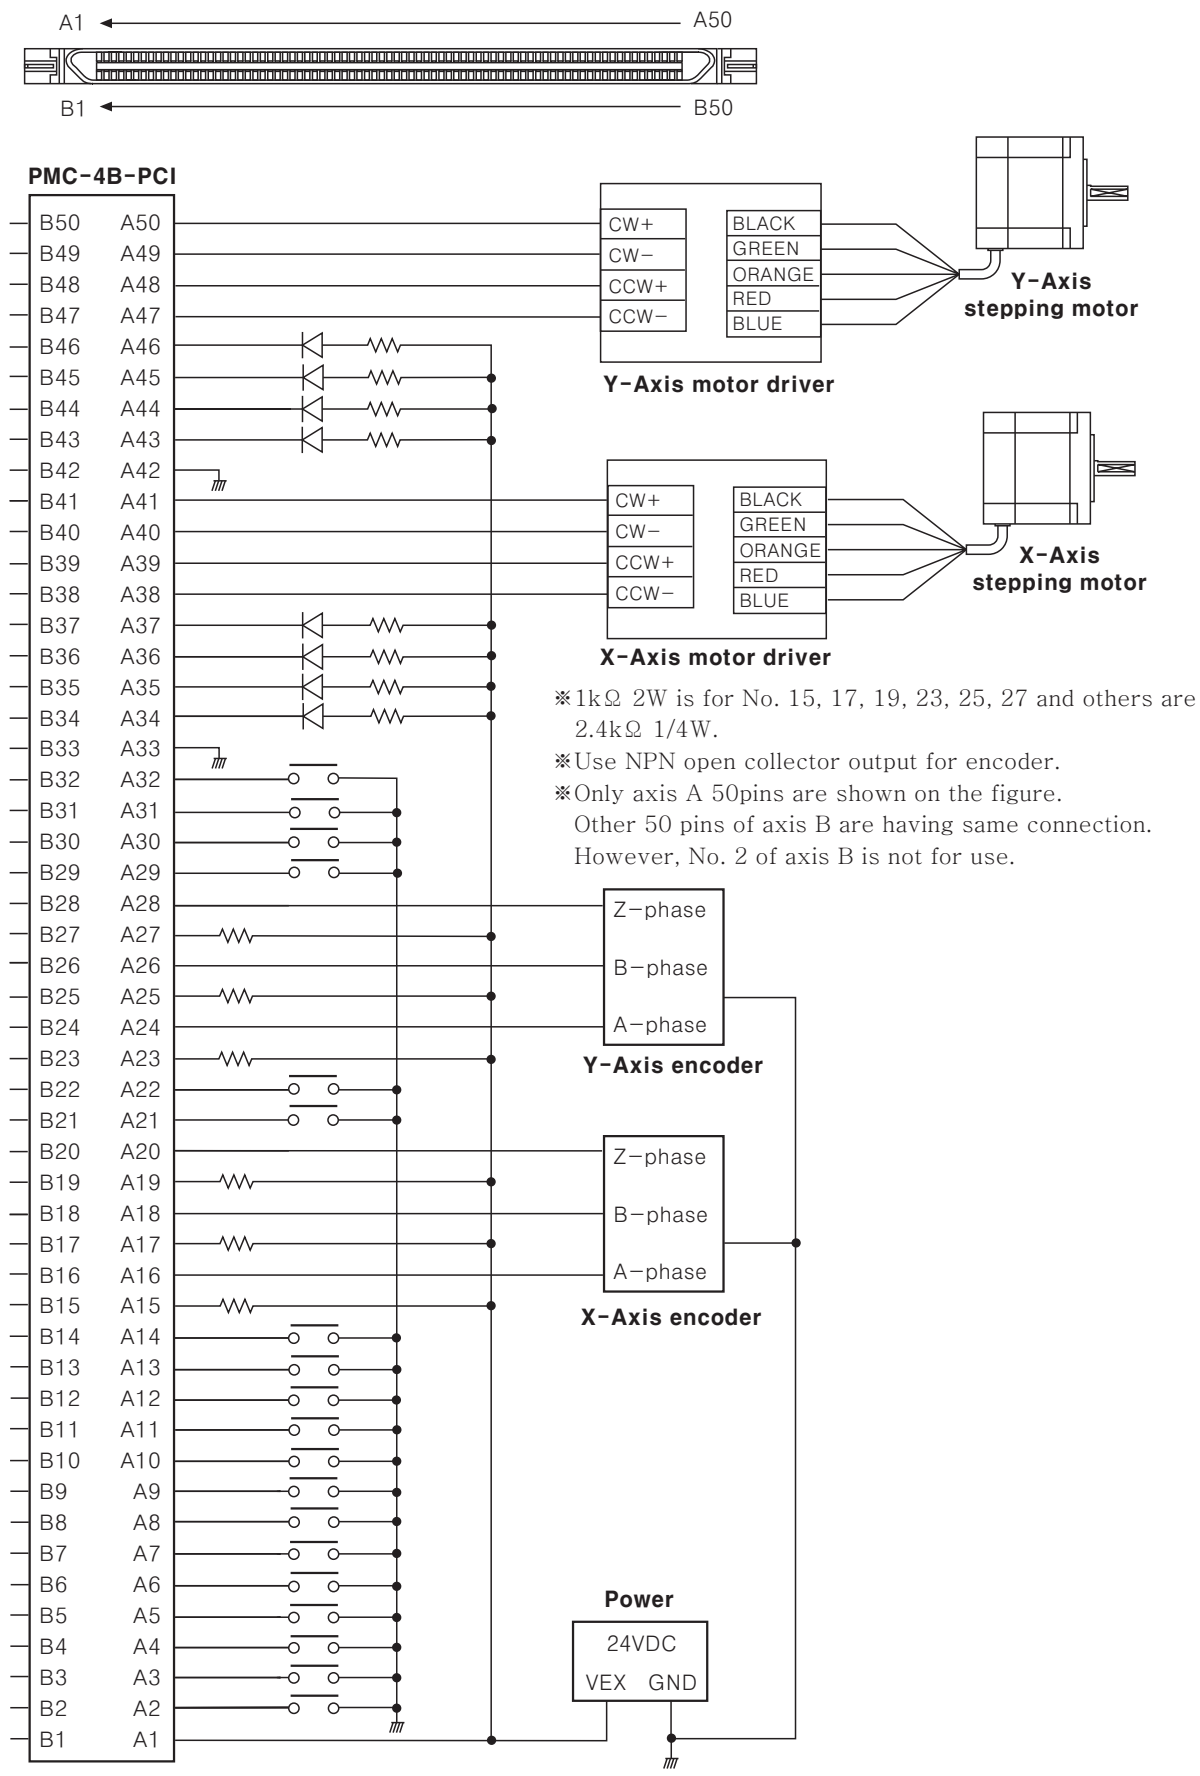 A1 A50
B1 B50
PMC-4B-PCI
B50 A50
B49 A49
B48 A48
B47 A47
B46 A46
B45 A45
B44 A44
B43 A43
B42 A42
B41 A41
B40 A40
B39 A39
B38 A38
B37 A37
B36 A36
B35 A35
B34 A34
B33 A33
B32 A32
B31 A31
B30 A30
B29 A29
B28 A28
B27 A27
B26 A26
B25 A25
B24 A24
B23 A23
B22 A22
B21 A21
B20 A20
B19 A19
B18 A18
B17 A17
B16 A16
B15 A15
B14 A14
B13 A13
B12 A12
B11 A11
B10 A10
B9 A9
B8 A8
B7 A7
B6 A6
B5 A5
B4 A4
B3 A3
B2 A2
B1 A1
CW+
CW-
CCW+
CCW-
BLACK
GREEN
ORANGE
RED
BLUE
Y-Axis motor driver
Y-Axis
stepping motor
CW+
CW-
CCW+
CCW-
BLACK
GREEN
ORANGE
RED
BLUE
X-Axis motor driver
X-Axis
stepping motor
※1kΩ 2W is for No. 15, 17, 19, 23, 25, 27 and others are
2.4kΩ 1/4W.
※Use NPN open collector output for encoder.
※Only axis A 50pins are shown on the figure.
Other 50 pins of axis B are having same connection.
However, No. 2 of axis B is not for use.
Z-phase
B-phase
A-phase
Y-Axis encoder
Z-phase
B-phase
A-phase
X-Axis encoder
Power
24VDC
VEX GND